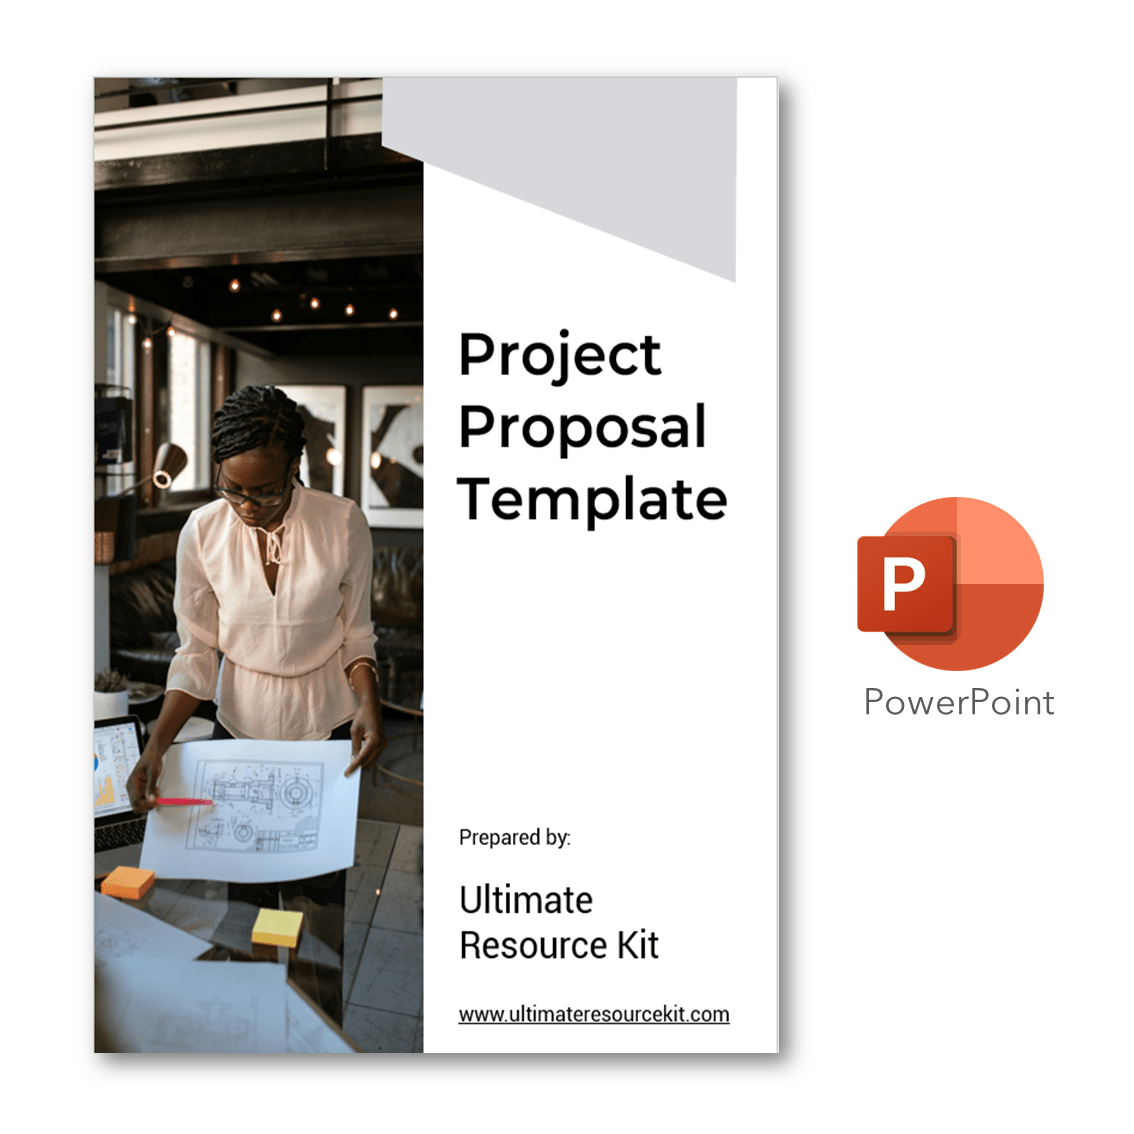 Project
Proposal
Template
Prepared by:
Ultimate
Resource Kit
www.ultimateresourcekit.com
P
PowerPoint